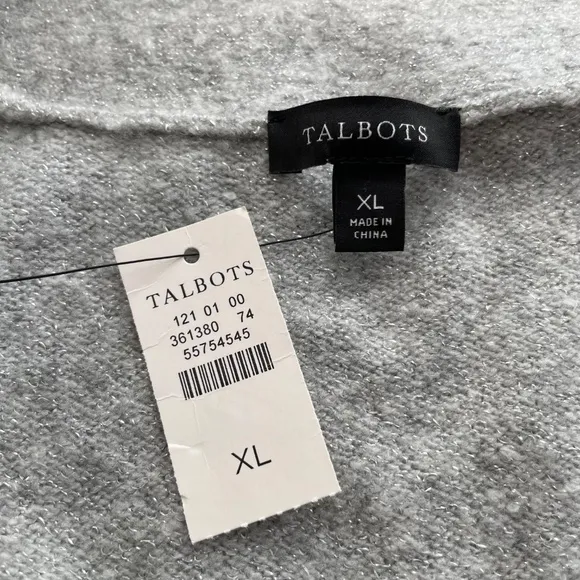 TALBOTS
XL
MADE IN
CHINA
TALBOTS
121 01 00
361380 74
55754545
XL